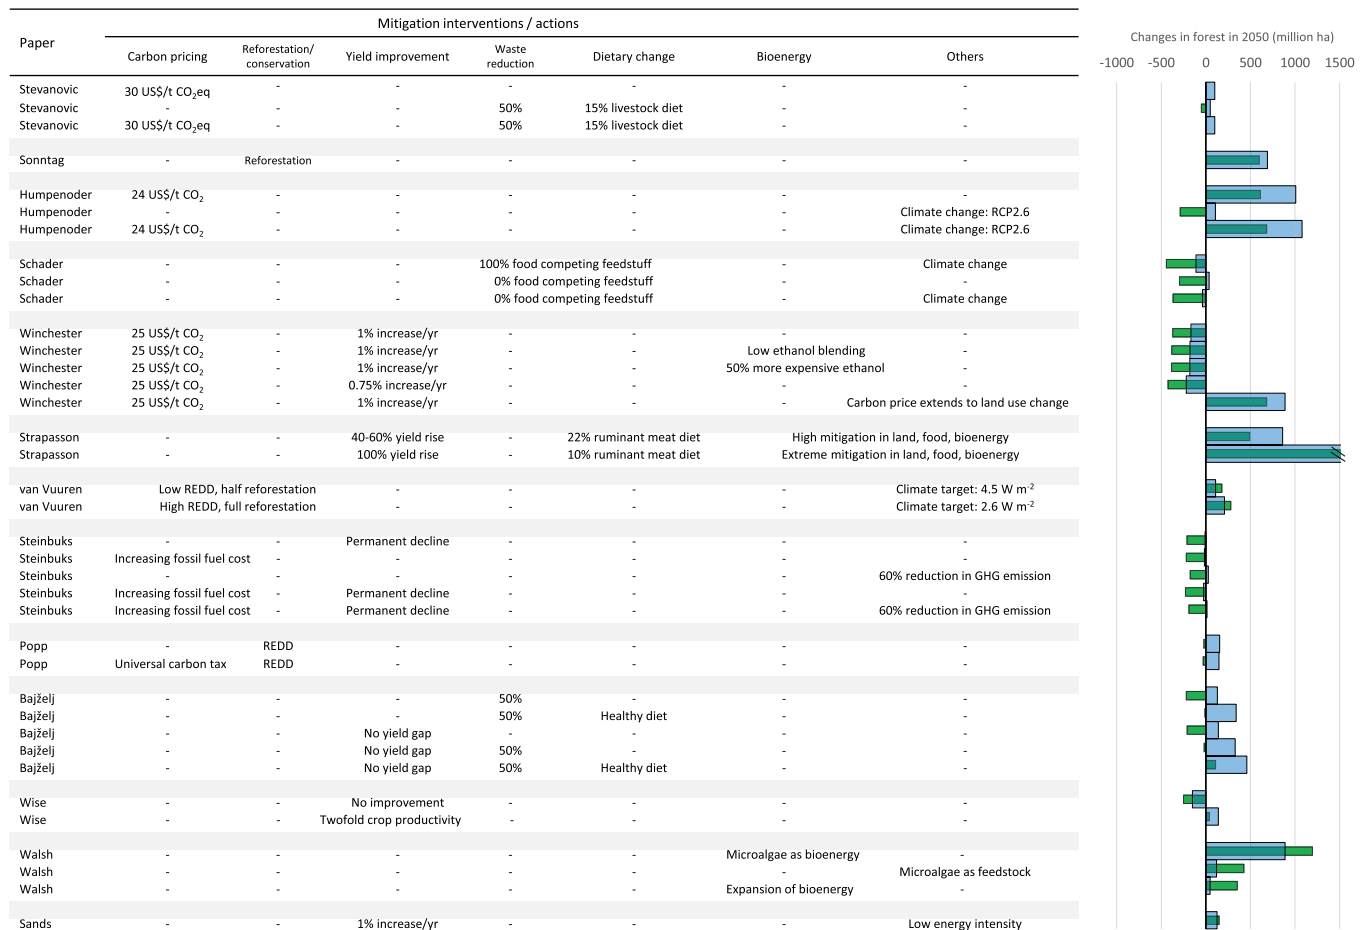 Mitigation interventions / actions
Paper
Carbon pricing Reforestation/ conservation Yield improvement Waste reduction Dietary change Bioenergy Others
Changes in forest in 2050 (million ha)
-1000 -500 0 500 1000 1500
Stevanovic 30 US$/t CO2eq - - - - - -
Stevanovic - - - 50% 15% livestock diet - -
Stevanovic 30 US$/t CO2eq - - 50% 15% livestock diet - -
Sonntag - Reforestation - - - - -
Humpenoder 24 US$/t CO2 - - - - - -
Humpenoder - - - - - - Climate change: RCP2.6
Humpenoder 24 US$/t CO2 - - - - - Climate change: RCP2.6
Schader - - - 100% food competing feedstuff - Climate change
Schader - - - 0% food competing feedstuff - -
Schader - - - 0% food competing feedstuff - Climate change
Winchester 25 US$/t CO2 - 1% increase/yr - - - -
Winchester 25 US$/t CO2 - 1% increase/yr - - Low ethanol blending -
Winchester 25 US$/t CO2 - 1% increase/yr - - 50% more expensive ethanol -
Winchester 25 US$/t CO2 - 0.75% increase/yr - - - -
Winchester 25 US$/t CO2 - 1% increase/yr - - - Carbon price extends to land use change
Strapasson - - 40-60% yield rise - 22% ruminant meat diet High mitigation in land, food, bioenergy
Strapasson - - 100% yield rise - 10% ruminant meat diet Extreme mitigation in land, food, bioenergy
van Vuuren Low REDD, half reforestation - - - - Climate target: 4.5 W m-2
van Vuuren High REDD, full reforestation - - - - Climate target: 2.6 W m-2
Steinbuks - - Permanent decline - - - -
Steinbuks Increasing fossil fuel cost - - - - - -
Steinbuks - - - - - - 60% reduction in GHG emission
Steinbuks Increasing fossil fuel cost - Permanent decline - - - -
Steinbuks Increasing fossil fuel cost - Permanent decline - - - 60% reduction in GHG emission
Popp - REDD - - - - -
Popp Universal carbon tax REDD - - - - -
Bajželj - - - 50% - - -
Bajželj - - - 50% Healthy diet - -
Bajželj - - No yield gap - - - -
Bajželj - - No yield gap 50% - - -
Bajželj - - No yield gap 50% Healthy diet - -
Wise - - No improvement - - - -
Wise - - Twofold crop productivity - - - -
Walsh - - - - - Microalgae as bioenergy -
Walsh - - - - - - Microalgae as feedstock
Walsh - - - - - Expansion of bioenergy -
Sands - - 1% increase/yr - - - Low energy intensity